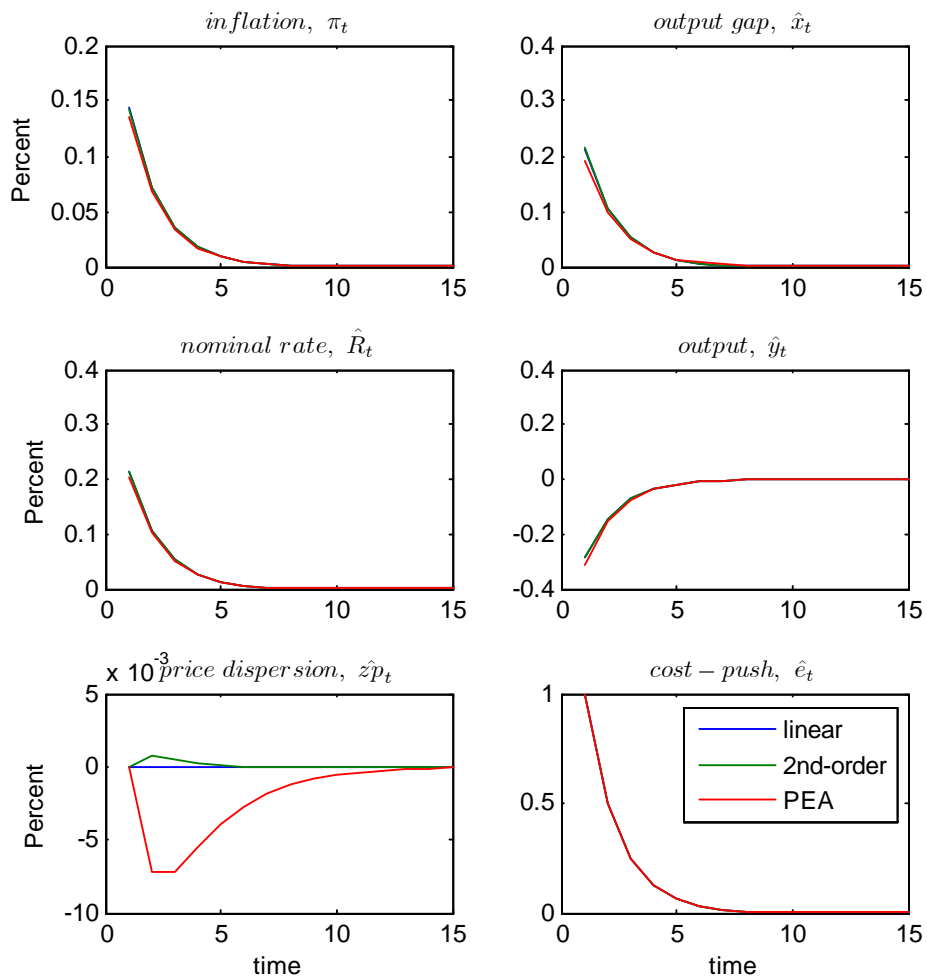 inflation, π_t
0.2
0.15
0.1
0.05
0
Percent
0 5 10 15
output gap, x̂_t
0.4
0.3
0.2
0.1
0
0 5 10 15
nominal rate, R̂_t
0.4
0.3
0.2
0.1
0
Percent
0 5 10 15
output, ŷ_t
0.4
0.2
0
-0.2
-0.4
0 5 10 15
x 10^-3
price dispersion, ẑp_t
5
0
-5
-10
Percent
0 5 10 15
time
cost − push, ê_t
1
0.5
0
linear
2nd-order
PEA
0 5 10 15
time